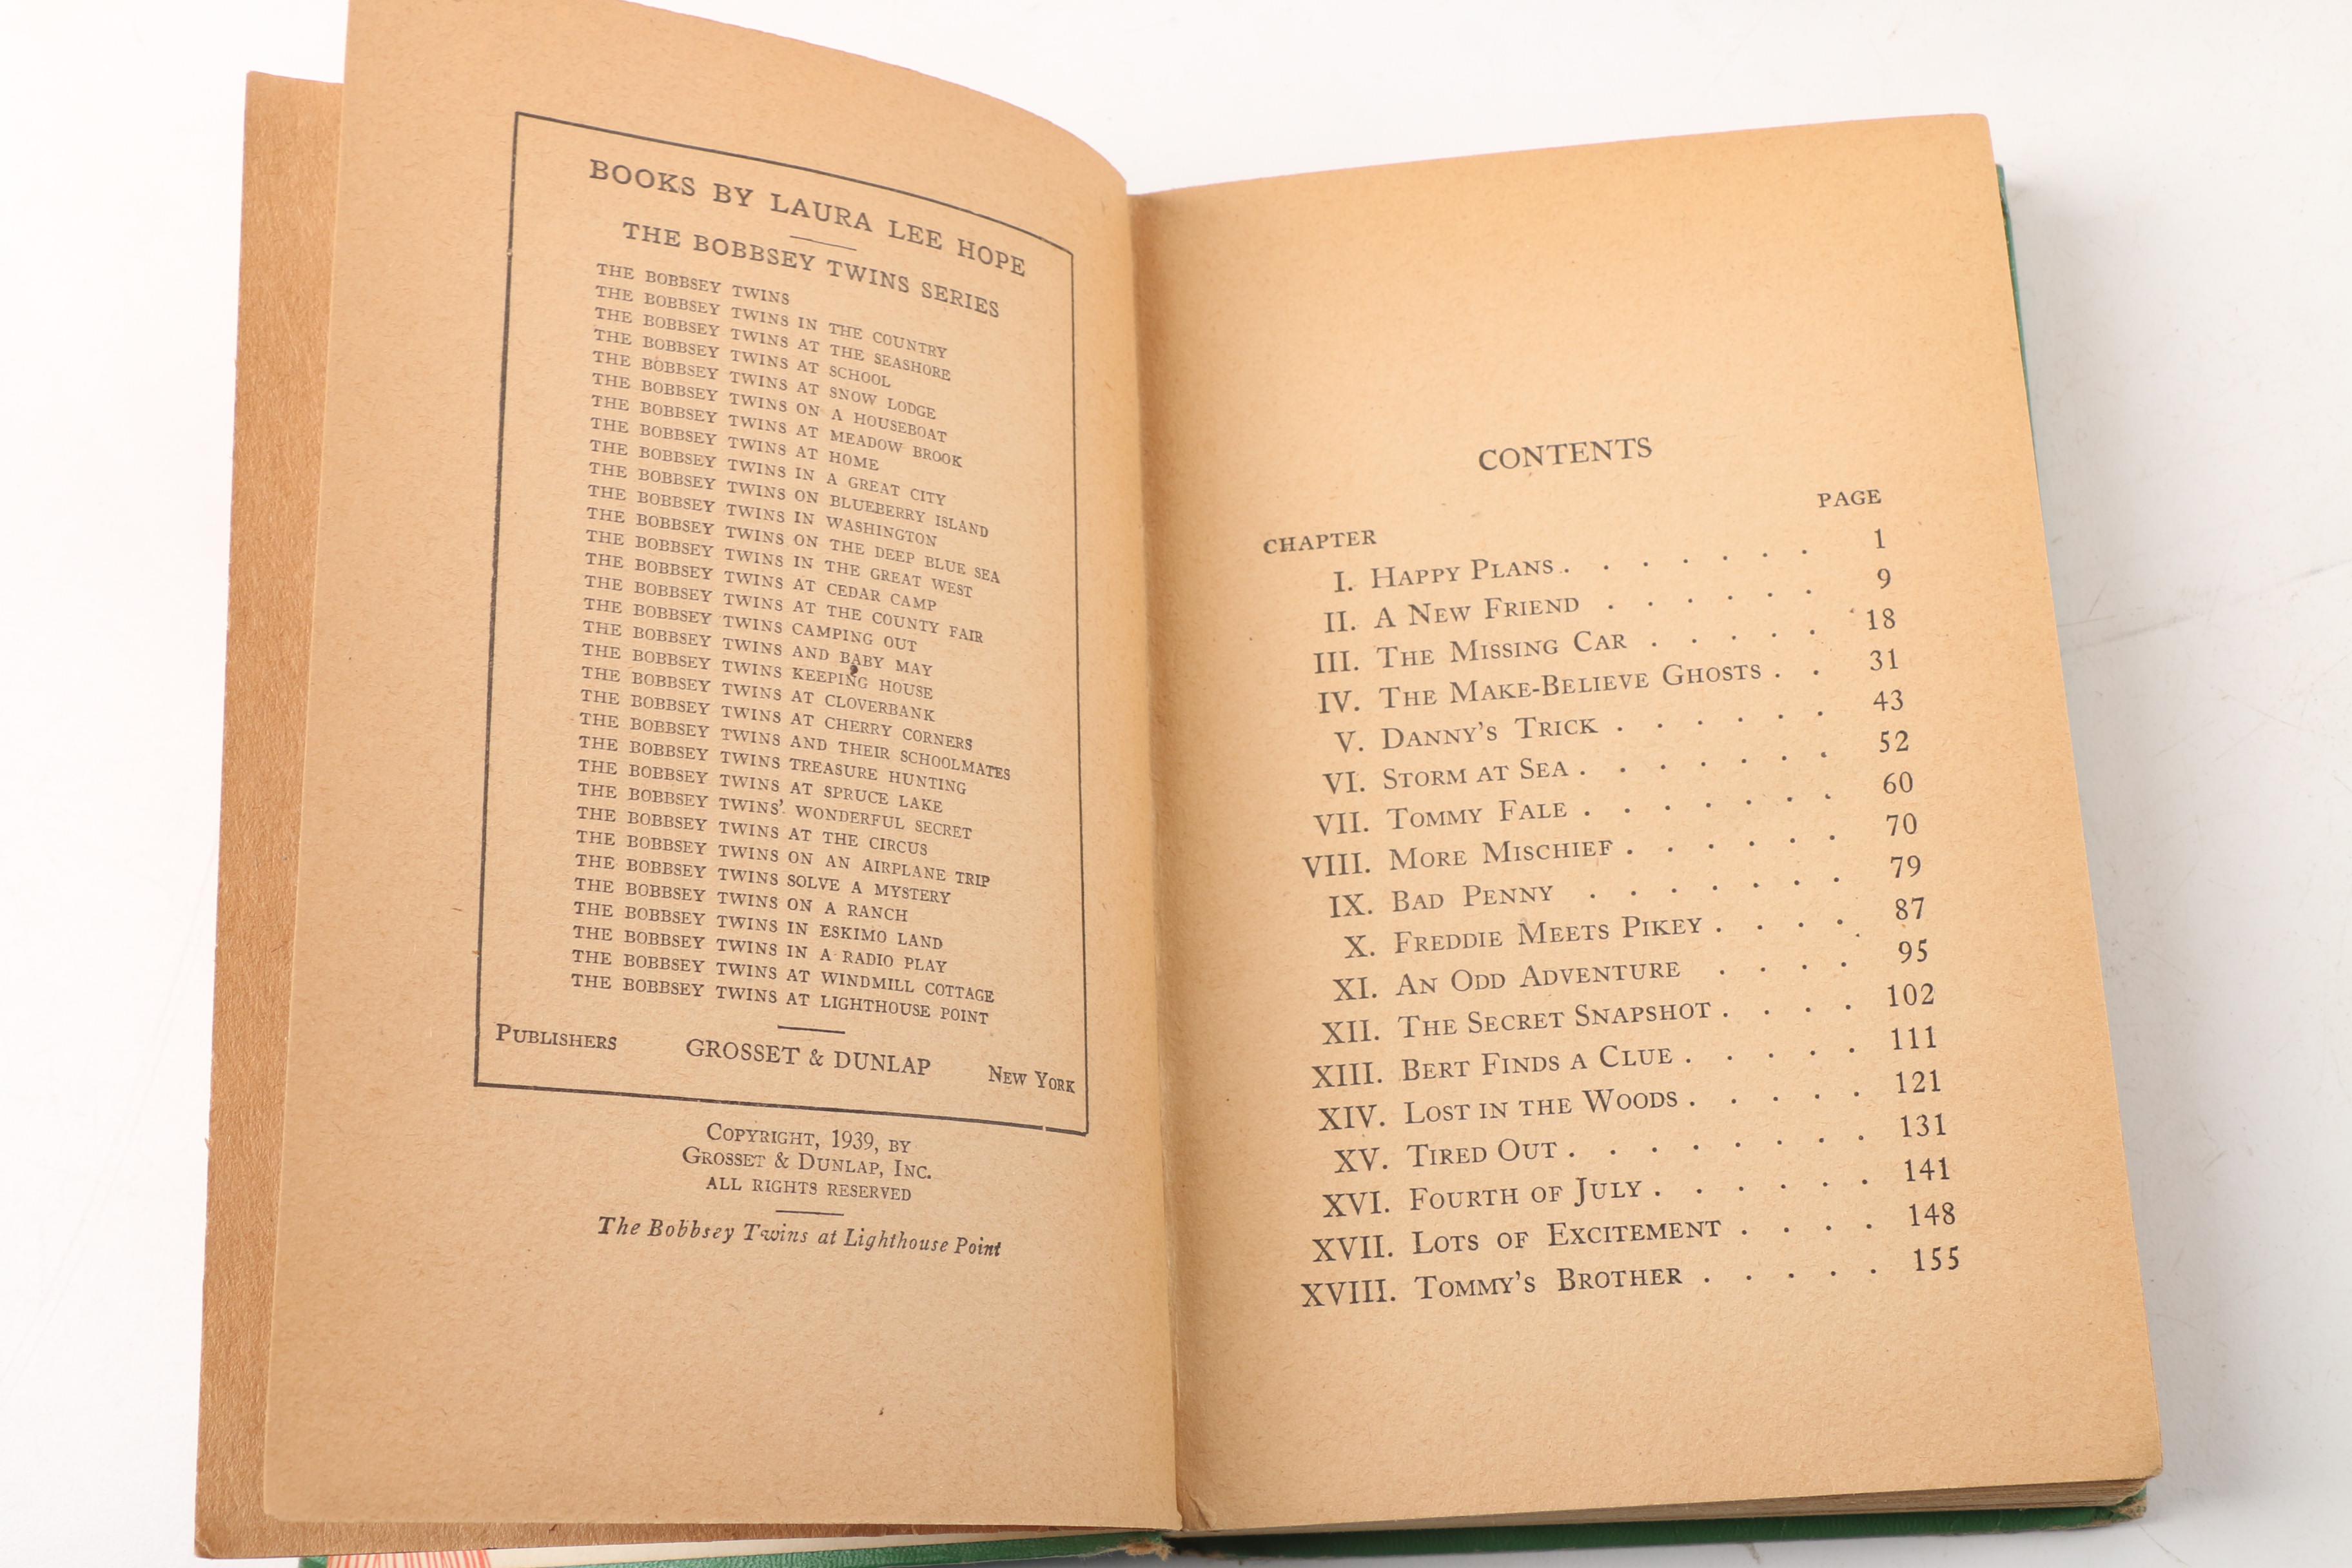 BOOKS BY LAURA LEE HOPE
THE BOBBSEY TWINS SERIES
THE BOBBSEY TWINS
THE BOBBSEY TWINS IN THE COUNTRY
THE BOBBSEY TWINS AT THE SEASHORE
THE BOBBSEY TWINS AT SCHOOL
THE BOBBSEY TWINS AT SNOW LODGE
THE BOBBSEY TWINS ON A HOUSEBOAT
THE BOBBSEY TWINS AT MEADOW BROOK
THE BOBBSEY TWINS AT HOME
THE BOBBSEY TWINS IN A GREAT CITY
THE BOBBSEY TWINS ON BLUEBERRY ISLAND
THE BOBBSEY TWINS IN WASHINGTON
THE BOBBSEY TWINS ON THE DEEP BLUE SEA
THE BOBBSEY TWINS IN THE GREAT WEST
THE BOBBSEY TWINS AT CEDAR CAMP
THE BOBBSEY TWINS AT THE COUNTY FAIR
THE BOBBSEY TWINS CAMPING OUT
THE BOBBSEY TWINS AND BABY MAY
THE BOBBSEY TWINS KEEPING HOUSE
THE BOBBSEY TWINS AT CLOVERBANK
THE BOBBSEY TWINS AT CHERRY CORNERS
THE BOBBSEY TWINS AND THEIR SCHOOLMATES
THE BOBBSEY TWINS TREASURE HUNTING
THE BOBBSEY TWINS AT SPRUCE LAKE
THE BOBBSEY TWINS' WONDERFUL SECRET
THE BOBBSEY TWINS AT THE CIRCUS
THE BOBBSEY TWINS ON AN AIRPLANE TRIP
THE BOBBSEY TWINS SOLVE A MYSTERY
THE BOBBSEY TWINS ON A RANCH
THE BOBBSEY TWINS IN ESKIMO LAND
THE BOBBSEY TWINS IN A RADIO PLAY
THE BOBBSEY TWINS AT WINDMILL COTTAGE
THE BOBBSEY TWINS AT LIGHTHOUSE POINT
PUBLISHERS GROSSET & DUNLAP NEW YORK
COPYRIGHT, 1939, BY
GROSSET & DUNLAP, INC.
ALL RIGHTS RESERVED
The Bobbsey Twins at Lighthouse Point
CONTENTS
CHAPTER PAGE
I. HAPPY PLANS . . . . . . . 1
II. A NEW FRIEND . . . . . . 9
III. THE MISSING CAR . . . . . 18
IV. THE MAKE-BELIEVE GHOSTS . . 31
V. DANNY'S TRICK . . . . . . 43
VI. STORM AT SEA . . . . . . . 52
VII. TOMMY FALE . . . . . . . 60
VIII. MORE MISCHIEF . . . . . . 70
IX. BAD PENNY . . . . . . . 79
X. FREDDIE MEETS PIKEY . . . . 87
XI. AN ODD ADVENTURE . . . . 95
XII. THE SECRET SNAPSHOT . . . . 102
XIII. BERT FINDS A CLUE . . . . . 111
XIV. LOST IN THE WOODS . . . . . 121
XV. TIRED OUT . . . . . . . . 131
XVI. FOURTH OF JULY . . . . . . 141
XVII. LOTS OF EXCITEMENT . . . . 148
XVIII. TOMMY'S BROTHER . . . . . 155